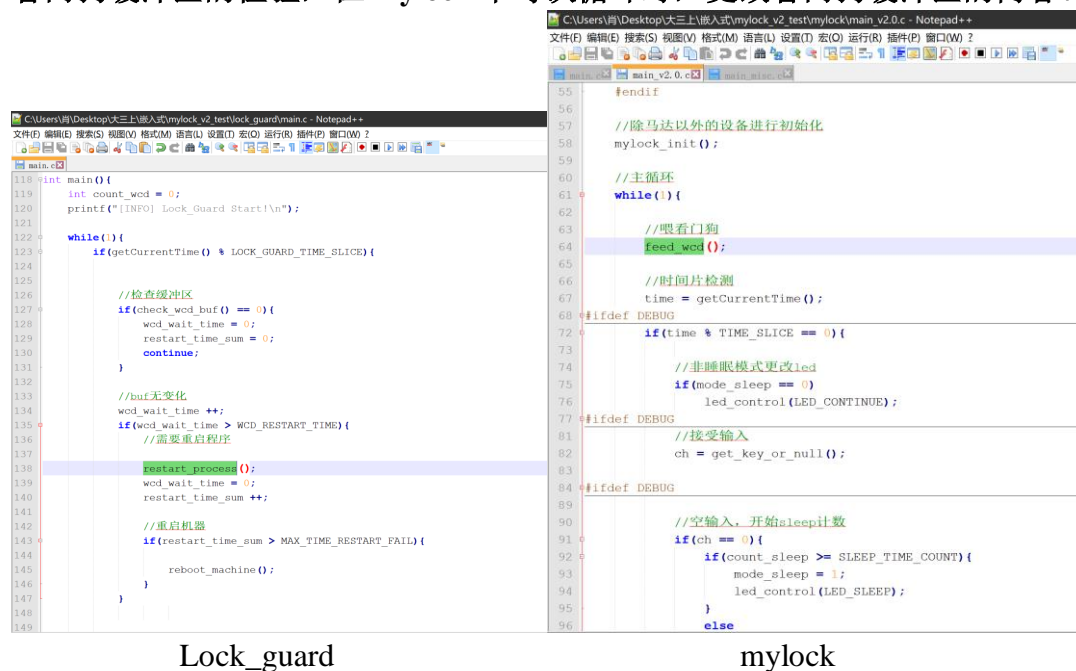 C:\Users\肖\Desktop\大三上\嵌入式\mylock_v2_test\mylock\main_v2.0.c - Notepad++
文件(F) 编辑(E) 搜索(S) 视图(V) 格式(M) 语言(L) 设置(T) 宏(O) 运行(R) 插件(P) 窗口(W) ?
main.c main_v2.0.c main_misc.c
55 #endif
56
57 //除马达以外的设备进行初始化
58 mylock_init();
59
60 //主循环
61 while(1){
62
63 //喂看门狗
64 feed_wcd();
65
66 //时间片检测
67 time = getCurrentTime();
68 #ifdef DEBUG
72 if(time % TIME_SLICE == 0){
73
74 //非睡眠模式更改led
75 if(mode_sleep == 0)
76 led_control(LED_CONTINUE);
77 #ifdef DEBUG
81 //接受输入
82 ch = get_key_or_null();
83
84 #ifdef DEBUG
89
90 //空输入，开始sleep计数
91 if(ch == 0){
92 if(count_sleep >= SLEEP_TIME_COUNT){
93 mode_sleep = 1;
94 led_control(LED_SLEEP);
95 }
96 else
C:\Users\肖\Desktop\大三上\嵌入式\mylock_v2_test\lock_guard\main.c - Notepad++
文件(F) 编辑(E) 搜索(S) 视图(V) 格式(M) 语言(L) 设置(T) 宏(O) 运行(R) 插件(P) 窗口(W) ?
main.c
118 int main(){
119 int count_wcd = 0;
120 printf("[INFO] Lock_Guard Start!\n");
121
122 while(1){
123 if(getCurrentTime() % LOCK_GUARD_TIME_SLICE){
124
125
126 //检查缓冲区
127 if(check_wcd_buf() == 0){
128 wcd_wait_time = 0;
129 restart_time_sum = 0;
130 continue;
131 }
132
133 //buf无变化
134 wcd_wait_time ++;
135 if(wcd_wait_time > WCD_RESTART_TIME){
136 //需要重启程序
137
138 restart_process();
139 wcd_wait_time = 0;
140 restart_time_sum ++;
141
142 //重启机器
143 if(restart_time_sum > MAX_TIME_RESTART_FAIL){
144
145 reboot_machine();
146 }
147 }
148
149
Lock_guard
mylock